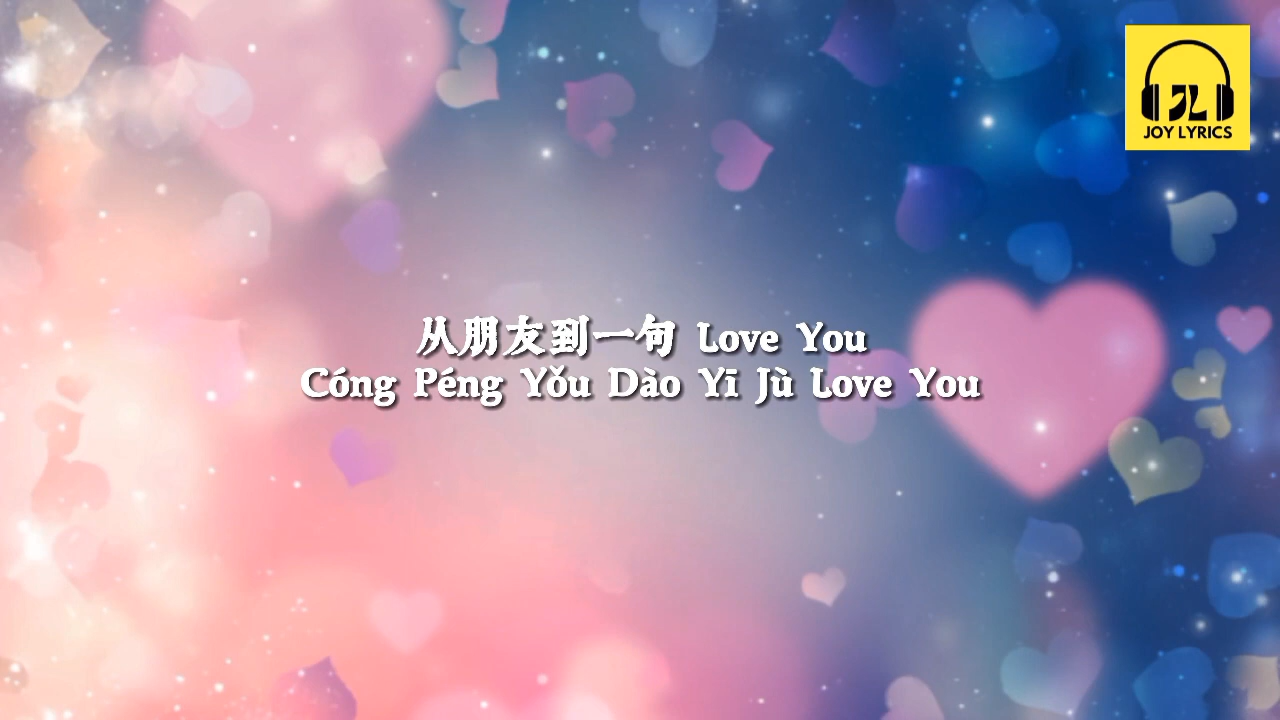 JOY LYRICS
从朋友到一句 Love You
Cóng Péng Yǒu Dào Yī Jù Love You